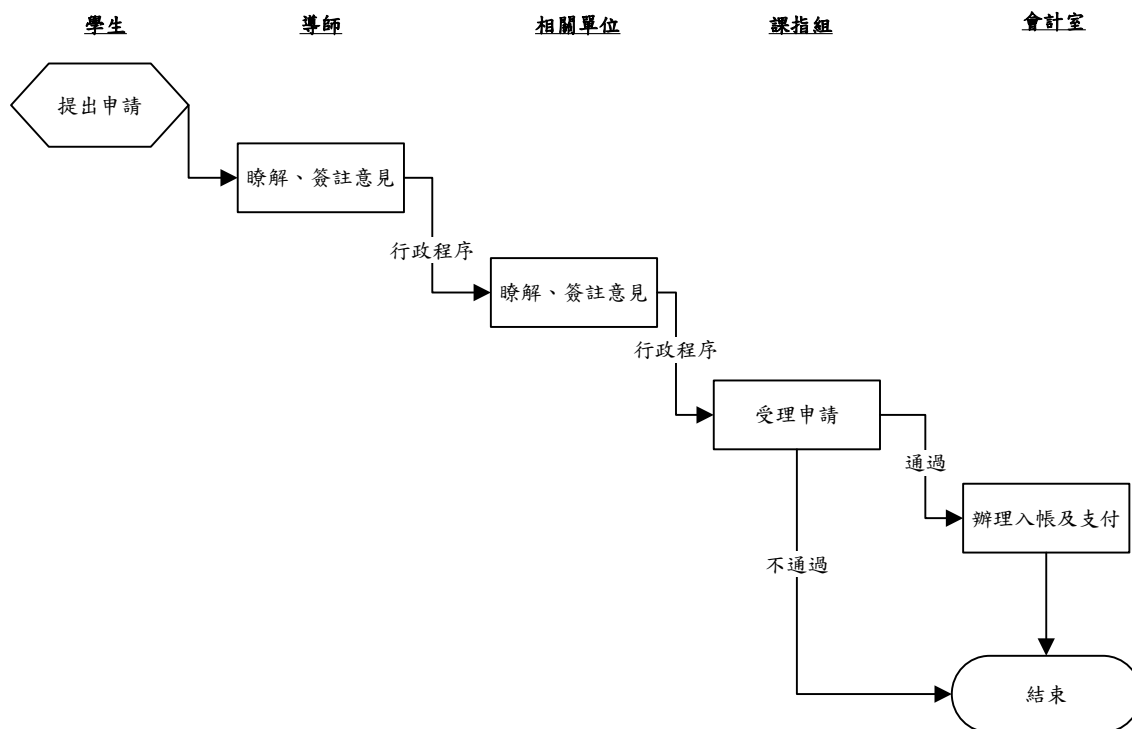 學生
導師
相關單位
課指組
會計室
提出申請
瞭解、簽註意見
行政程序
瞭解、簽註意見
行政程序
受理申請
通過
辦理入帳及支付
不通過
結束